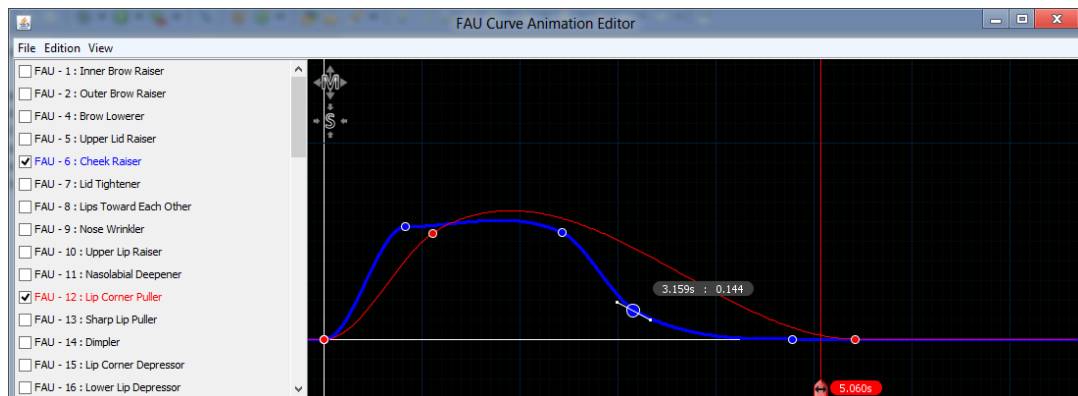 FAU Curve Animation Editor
File Edition View
FAU - 1 : Inner Brow Raiser
FAU - 2 : Outer Brow Raiser
FAU - 4 : Brow Lowerer
FAU - 5 : Upper Lid Raiser
FAU - 6 : Cheek Raiser
FAU - 7 : Lid Tightener
FAU - 8 : Lips Toward Each Other
FAU - 9 : Nose Wrinkler
FAU - 10 : Upper Lip Raiser
FAU - 11 : Nasolabial Deepener
FAU - 12 : Lip Corner Puller
FAU - 13 : Sharp Lip Puller
FAU - 14 : Dimpler
FAU - 15 : Lip Corner Depressor
FAU - 16 : Lower Lip Depressor
M
S
3.159s : 0.144
5.060s